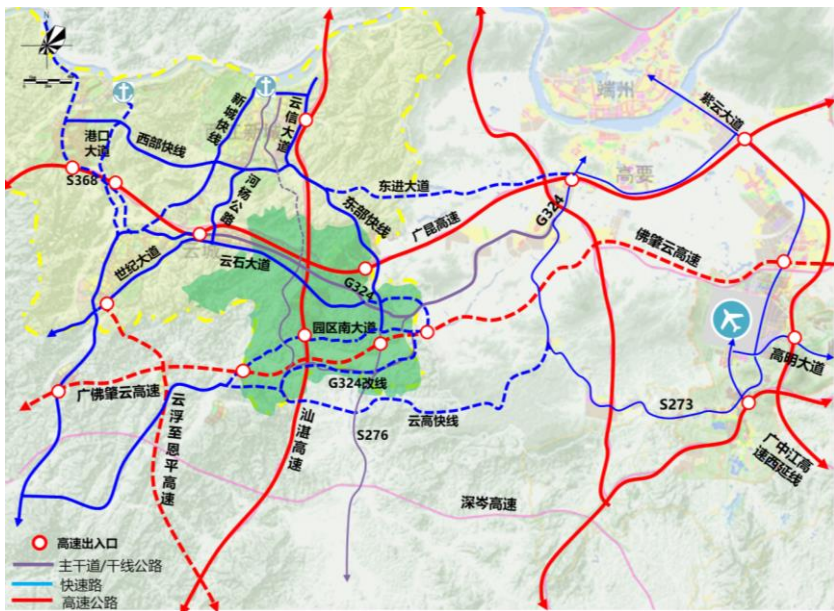 N
端州
紫云大道
新城快线
云信大道
港口
大道
西部快线
高要
S368
河杨公路
东进大道
东部快线
G324
广昆高速
佛肇云高速
云城
世纪大道
云石大道
G324
园区南大道
高明大道
G324改线
广佛肇云高速
云高快线
S273
云浮至恩平高速
汕湛高速
S276
广中江高
速西延线
深岑高速
高速出入口
主干道/干线公路
快速路
高速公路